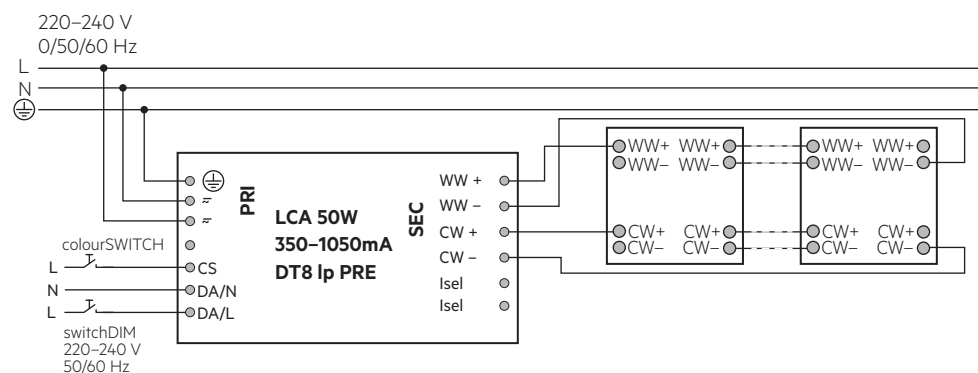 220–240 V
0/50/60 Hz
L
N
WW+ WW+
WW– WW–
CW+ CW+
CW– CW–
WW+ WW+
WW– WW–
CW+ CW+
CW– CW–
PRI
LCA 50W
350–1050mA
DT8 lp PRE
SEC
WW +
WW –
CW +
CW –
Isel
Isel
colourSWITCH
L
CS
N
DA/N
L
DA/L
switchDIM
220–240 V
50/60 Hz